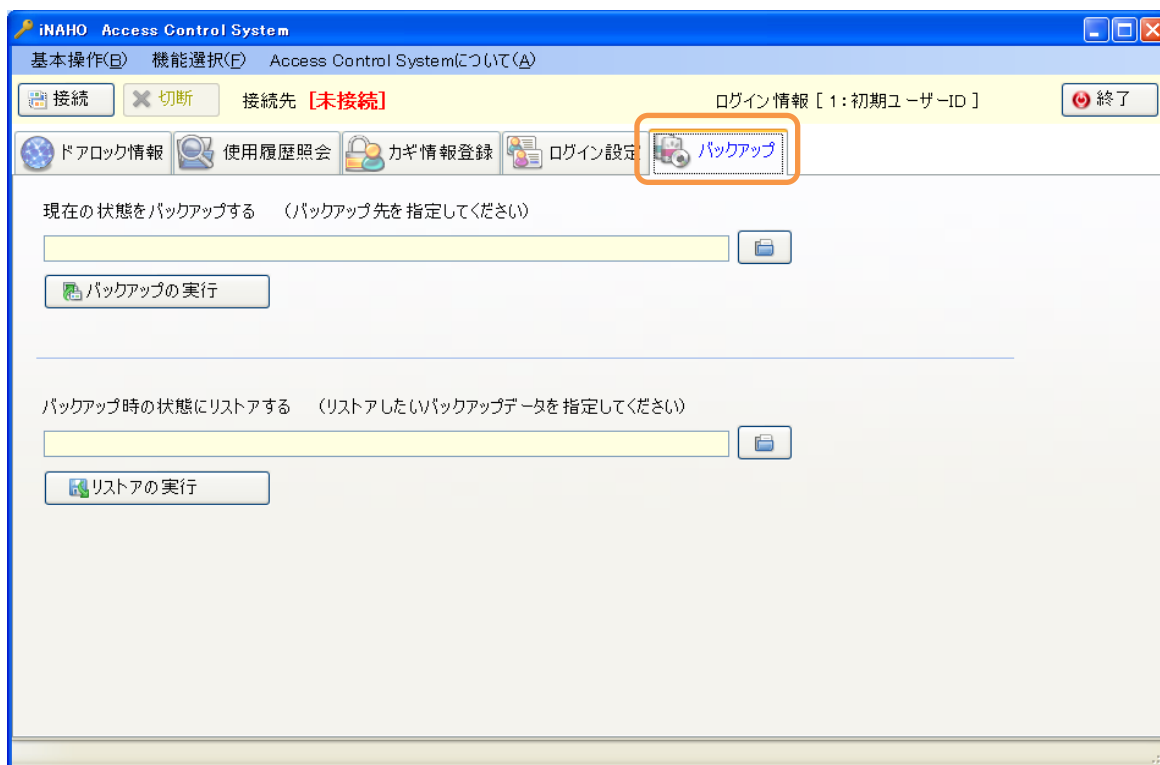 iNAHO Access Control System
基本操作(B) 機能選択(F) Access Control Systemについて(A)
接続 切断 接続先 [未接続] ログイン情報 [ 1：初期ユーザーID ] 終了
ドアロック情報 使用履歴照会 カギ情報登録 ログイン設定 バックアップ
現在の状態をバックアップする （バックアップ先を指定してください）
バックアップの実行
バックアップ時の状態にリストアする （リストアしたいバックアップデータを指定してください）
リストアの実行